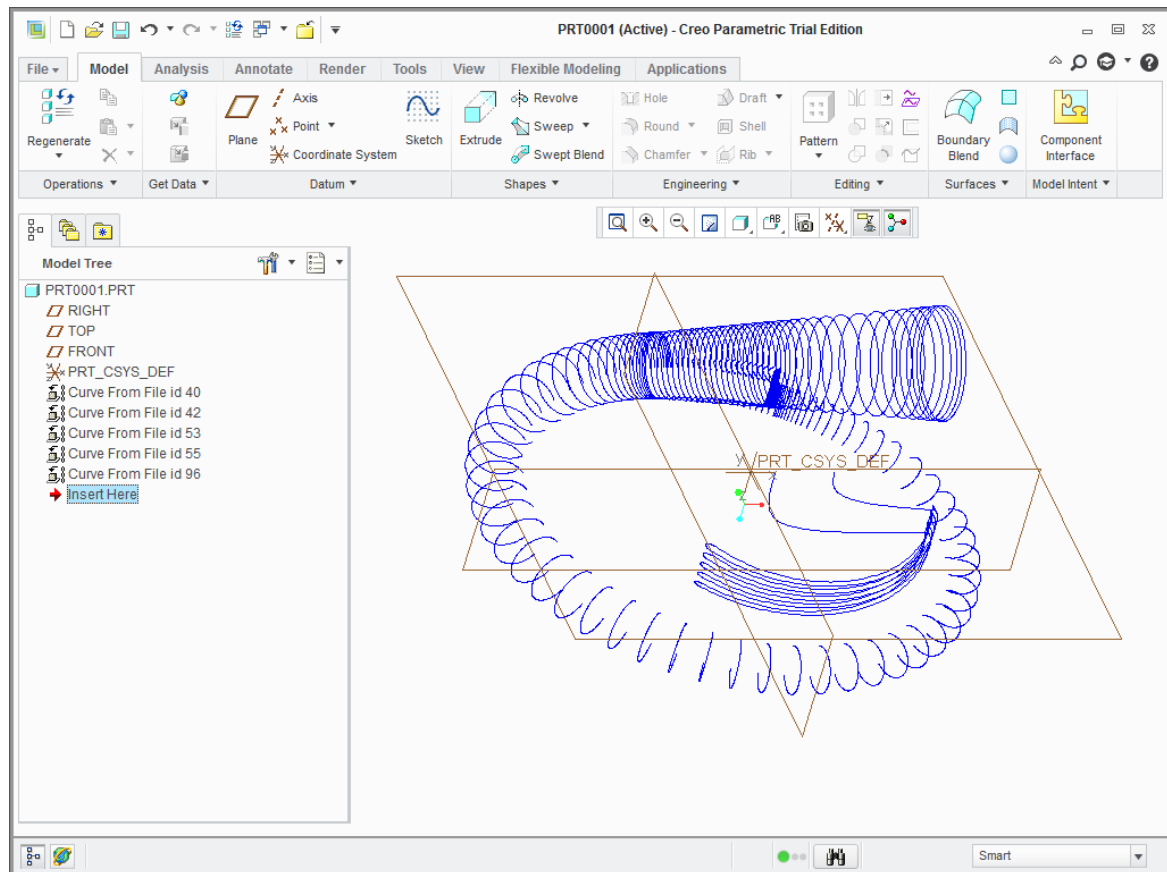 PRT0001 (Active) - Creo Parametric Trial Edition
File Model Analysis Annotate Render Tools View Flexible Modeling Applications
Regenerate
Plane
Axis
Point
Coordinate System
Sketch
Extrude
Revolve
Sweep
Swept Blend
Hole
Round
Chamfer
Draft
Shell
Rib
Pattern
Boundary
Blend
Component
Interface
Operations Get Data Datum Shapes Engineering Editing Surfaces Model Intent
Model Tree
PRT0001.PRT
RIGHT
TOP
FRONT
PRT_CSYS_DEF
Curve From File id 40
Curve From File id 42
Curve From File id 53
Curve From File id 55
Curve From File id 96
Insert Here
PRT_CSYS_DEF
Smart